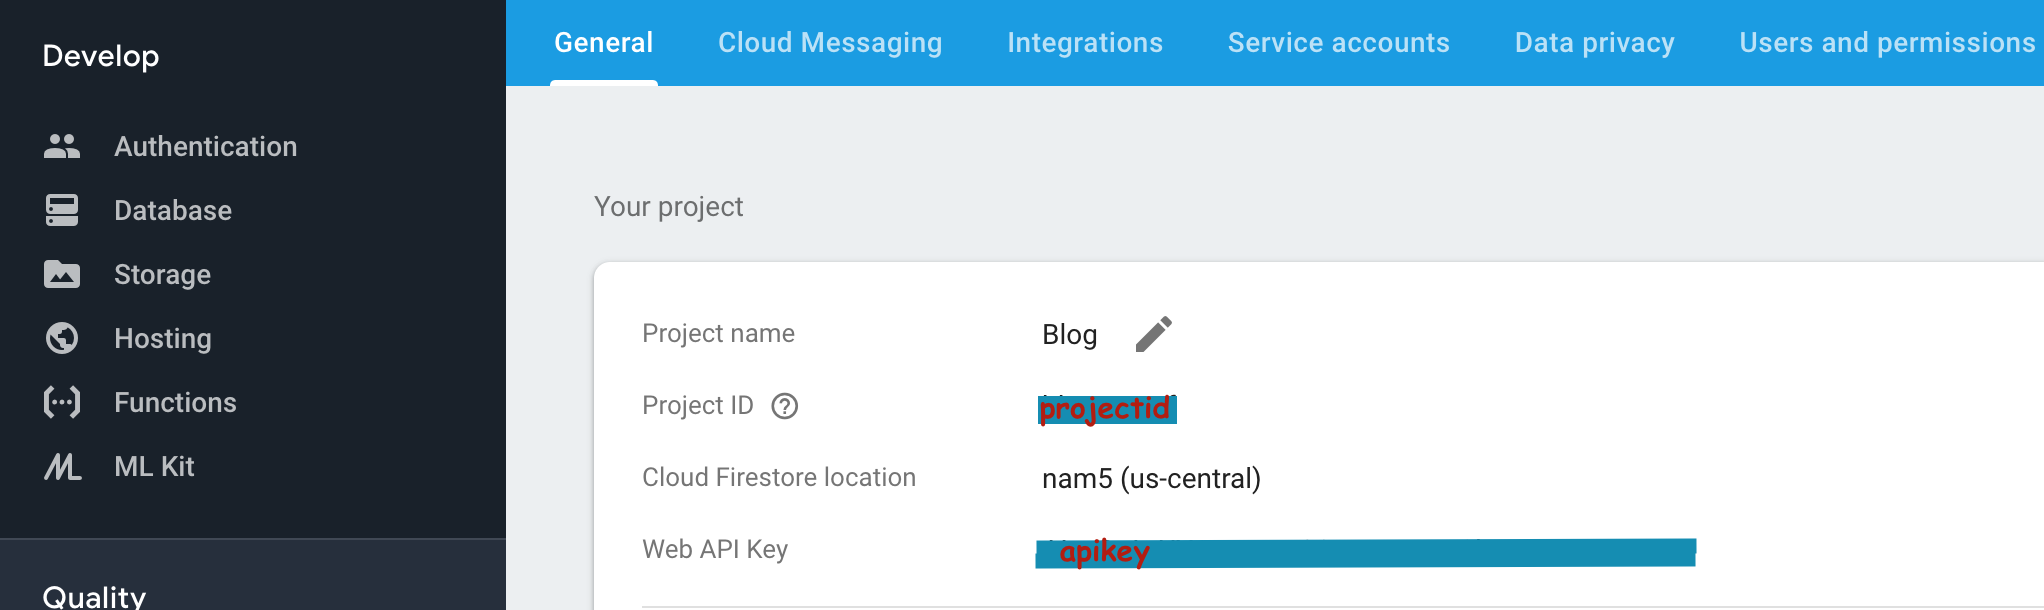 Develop
Authentication
Database
Storage
Hosting
Functions
ML Kit
Quality
General Cloud Messaging Integrations Service accounts Data privacy Users and permissions
Your project
Project name Blog
Project ID projectid
Cloud Firestore location nam5 (us-central)
Web API Key apikey